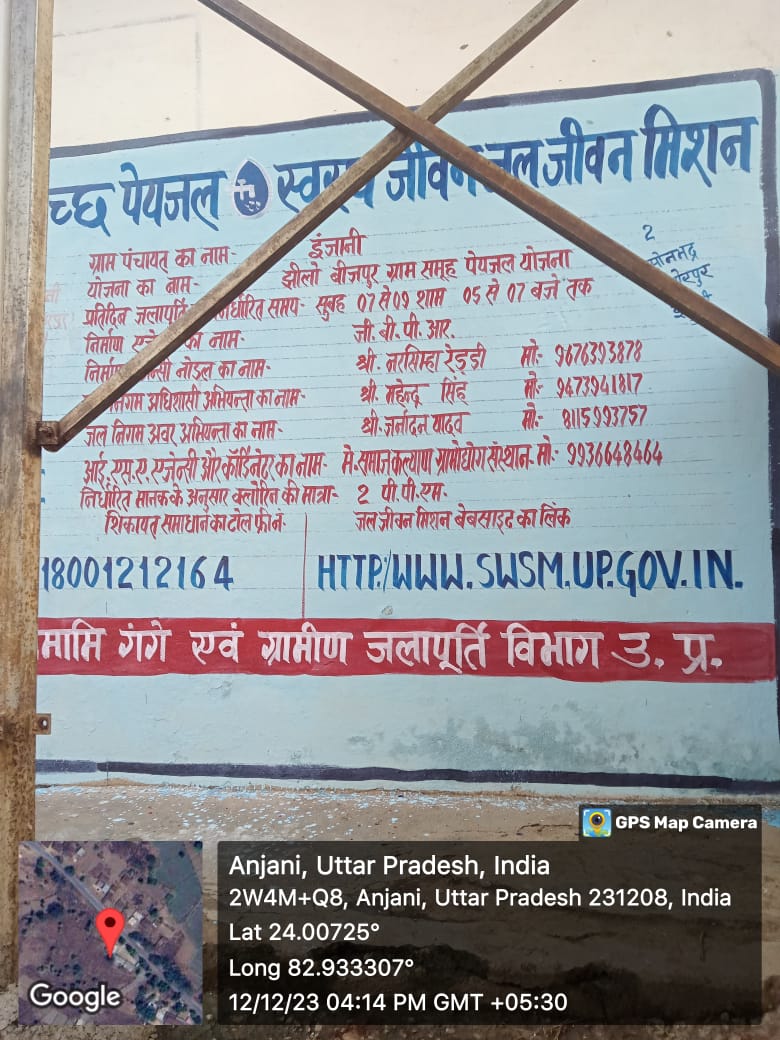 च्छ पेयजल स्वस्थ जीवन जल जीवन मिशन
ग्राम पंचायत का नाम- इंजानी
योजना का नाम- झीलो बीजपुर ग्राम समूह पेयजल योजना
प्रतिदिन जलापूर्ति निर्धारित समय- सुबह 07 से 09 शाम 05 से 07 बजे तक
निर्माण का नाम- जी. बी. पी. आर.
निर्माण नोडल का नाम- श्री. नरसिम्हा रेड्डी मो:- 9676393878
निगम अधिशासी अभियन्ता का नाम- श्री. महेन्द्र सिंह मो:- 9473941817
जल निगम अवर अभियन्ता का नाम- श्री. जर्नादन यादव मो:- 8115993757
आई. एस. ए. एजेन्सी और कॉर्डिनेटर का नाम- मे. समाज कल्याण ग्रामोद्योग संस्थान- मो:- 9936648464
निर्धारित मानक के अनुसार क्लोरिन की मात्रा- 2 पी. पी. एम.
शिकायत समाधान का टोल फ्री नं. जल जीवन मिशन बेबसाइट का लिंक
18001212164 HTTP:/WWW.SWSM.UP.GOV.IN.
मामि गंगे एवं ग्रामीण जलापूर्ति विभाग उ. प्र.
2
GPS Map Camera
Anjani, Uttar Pradesh, India
2W4M+Q8, Anjani, Uttar Pradesh 231208, India
Lat 24.00725°
Long 82.933307°
12/12/23 04:14 PM GMT +05:30
Google